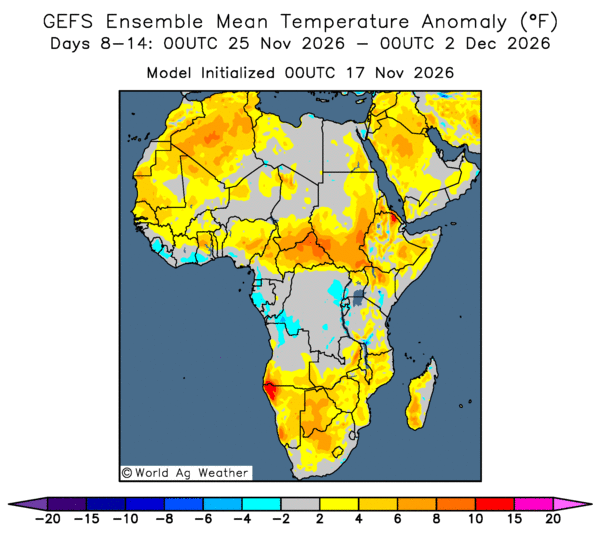 GEFS Ensemble Mean Temperature Anomaly (°F)
Days 8−14: 00UTC 25 Nov 2026 − 00UTC 2 Dec 2026
Model Initialized 00UTC 17 Nov 2026
©World Ag Weather
−20 −15 −10 −8 −6 −4 −2 2 4 6 8 10 15 20